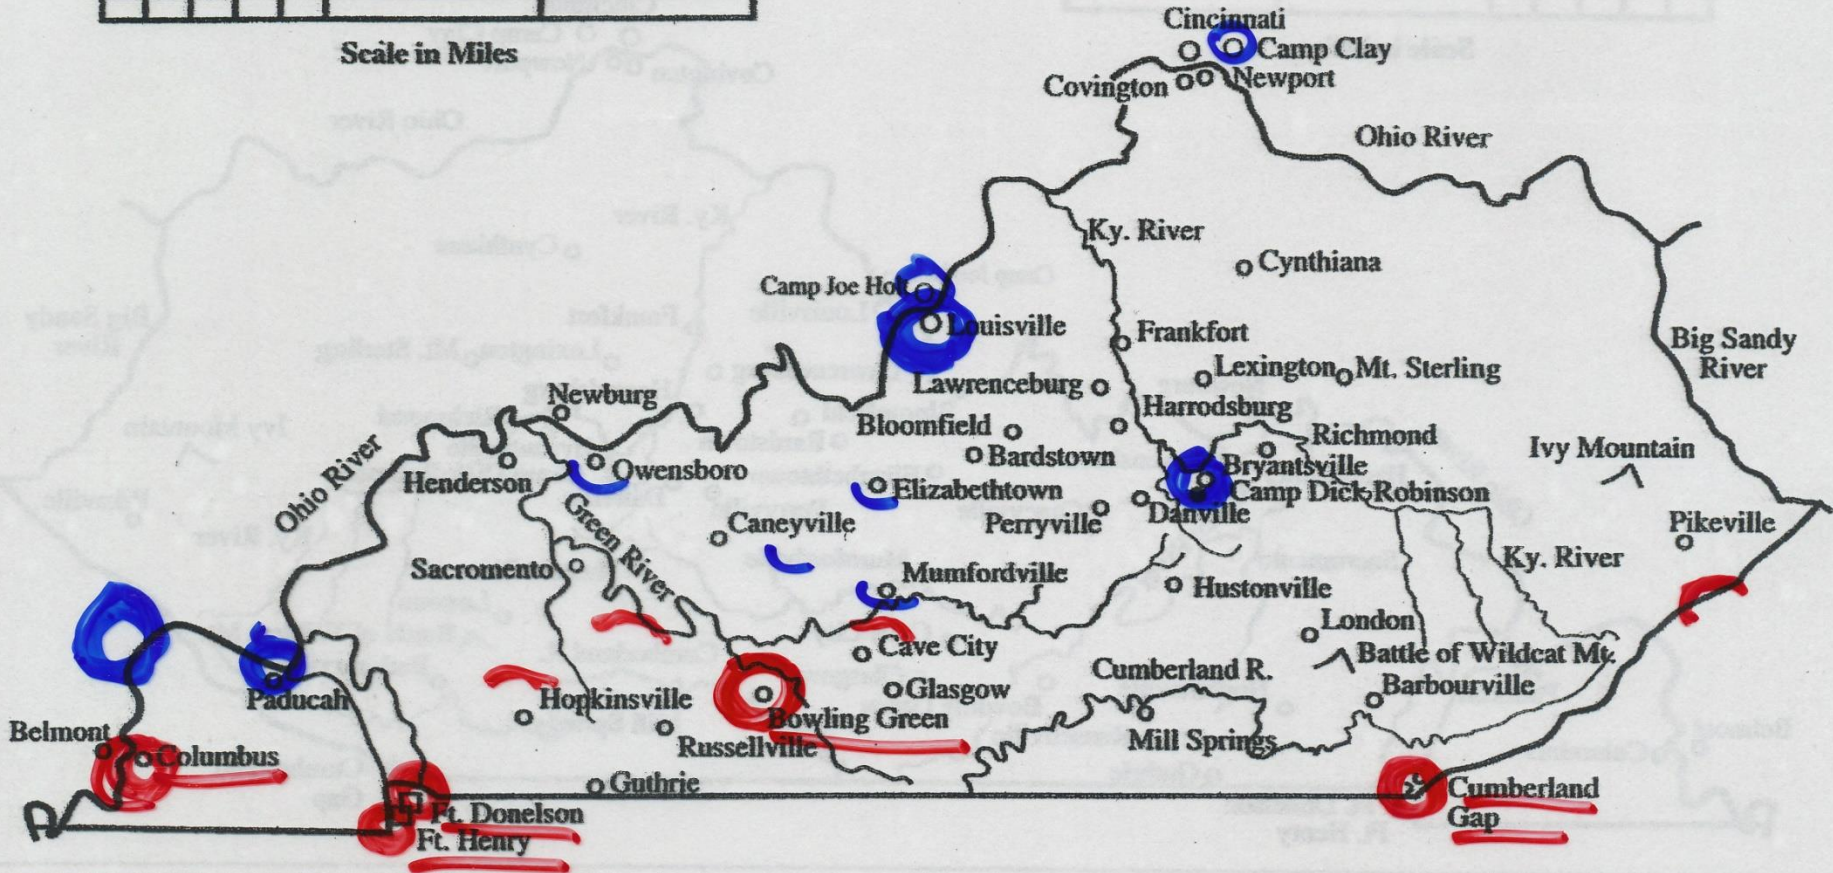 Scale in Miles
Cincinnati
Camp Clay
Covington
Newport
Ohio River
Ky. River
Cynthiana
Camp Joe Holt
Louisville
Frankfort
Big Sandy
River
Lexington
Mt. Sterling
Lawrenceburg
Newburg
Harrodsburg
Bloomfield
Richmond
Ivy Mountain
Bardstown
Bryantsville
Owensboro
Henderson
Ohio River
Elizabethtown
Camp Dick Robinson
Perryville
Danville
Caneyville
Pikeville
Green River
Ky. River
Sacromento
Mumfordville
Hustonville
London
Cave City
Battle of Wildcat Mt.
Cumberland R.
Barbourville
Paducah
Hopkinsville
Glasgow
Bowling Green
Belmont
Russellville
Mill Springs
Columbus
Guthrie
Cumberland
Gap
Ft. Donelson
Ft. Henry